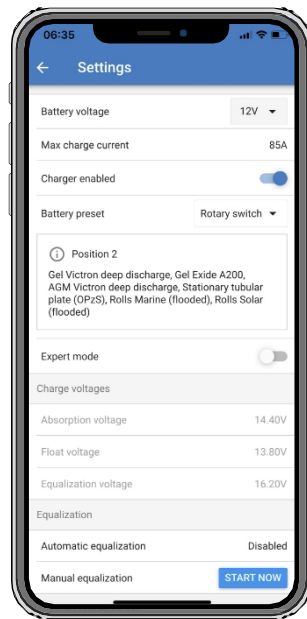 06:35
← Settings
Battery voltage 12V
Max charge current 85A
Charger enabled
Battery preset Rotary switch
Position 2
Gel Victron deep discharge, Gel Exide A200,
AGM Victron deep discharge, Stationary tubular
plate (OPzS), Rolls Marine (flooded), Rolls Solar
(flooded)
Expert mode
Charge voltages
Absorption voltage 14.40V
Float voltage 13.80V
Equalization voltage 16.20V
Equalization
Automatic equalization Disabled
Manual equalization START NOW